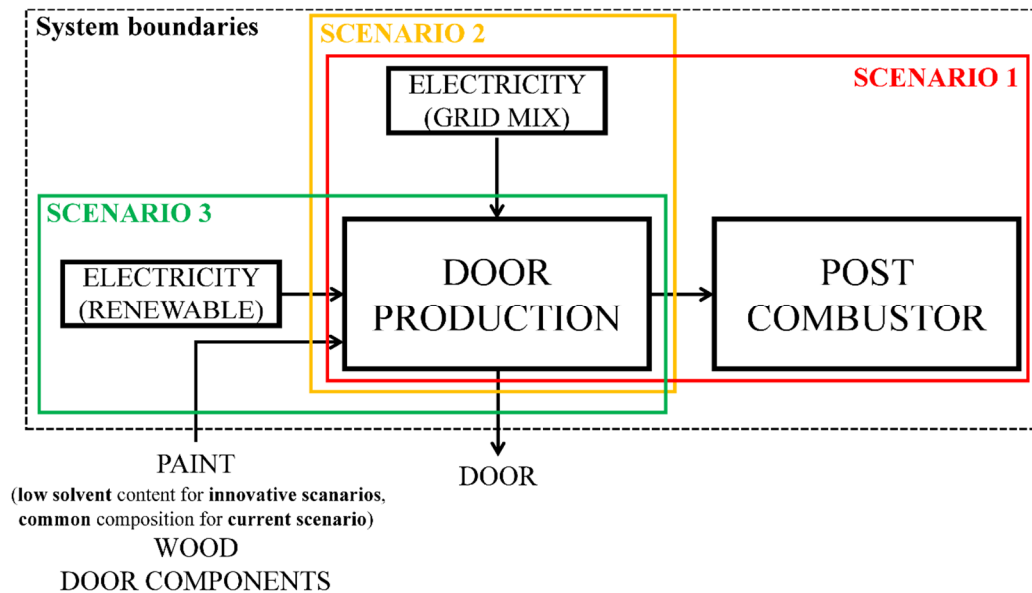 System boundaries
SCENARIO 2
SCENARIO 1
ELECTRICITY
(GRID MIX)
SCENARIO 3
ELECTRICITY
(RENEWABLE)
DOOR
PRODUCTION
POST
COMBUSTOR
PAINT
(low solvent content for innovative scanarios,
common composition for current scenario)
WOOD
DOOR COMPONENTS
DOOR